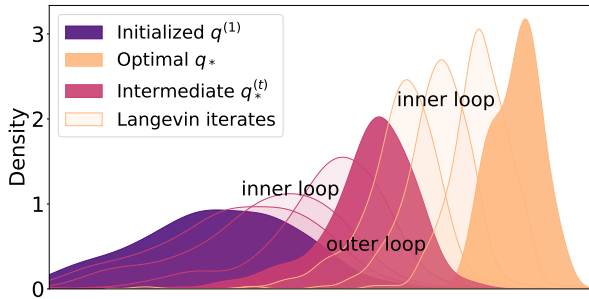 Initialized q^(1)
Optimal q_*
Intermediate q_*^(t)
Langevin iterates
Density
3
2
1
0
inner loop
inner loop
outer loop